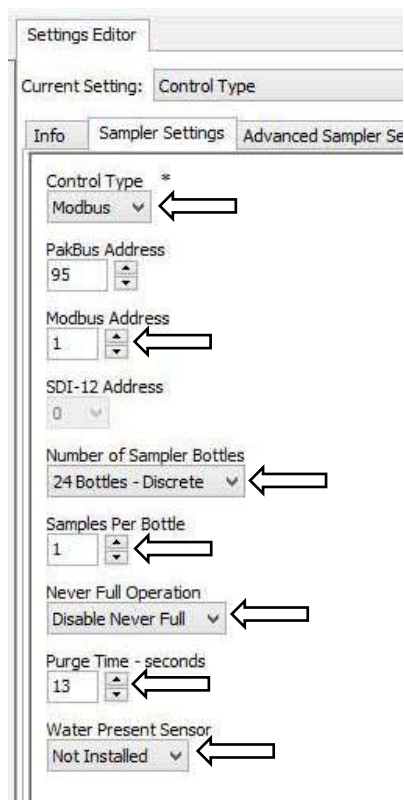 Settings Editor
Current Setting: Control Type
Info Sampler Settings Advanced Sampler Se
Control Type *
Modbus
PakBus Address
95
Modbus Address
1
SDI-12 Address
0
Number of Sampler Bottles
24 Bottles - Discrete
Samples Per Bottle
1
Never Full Operation
Disable Never Full
Purge Time - seconds
13
Water Present Sensor
Not Installed